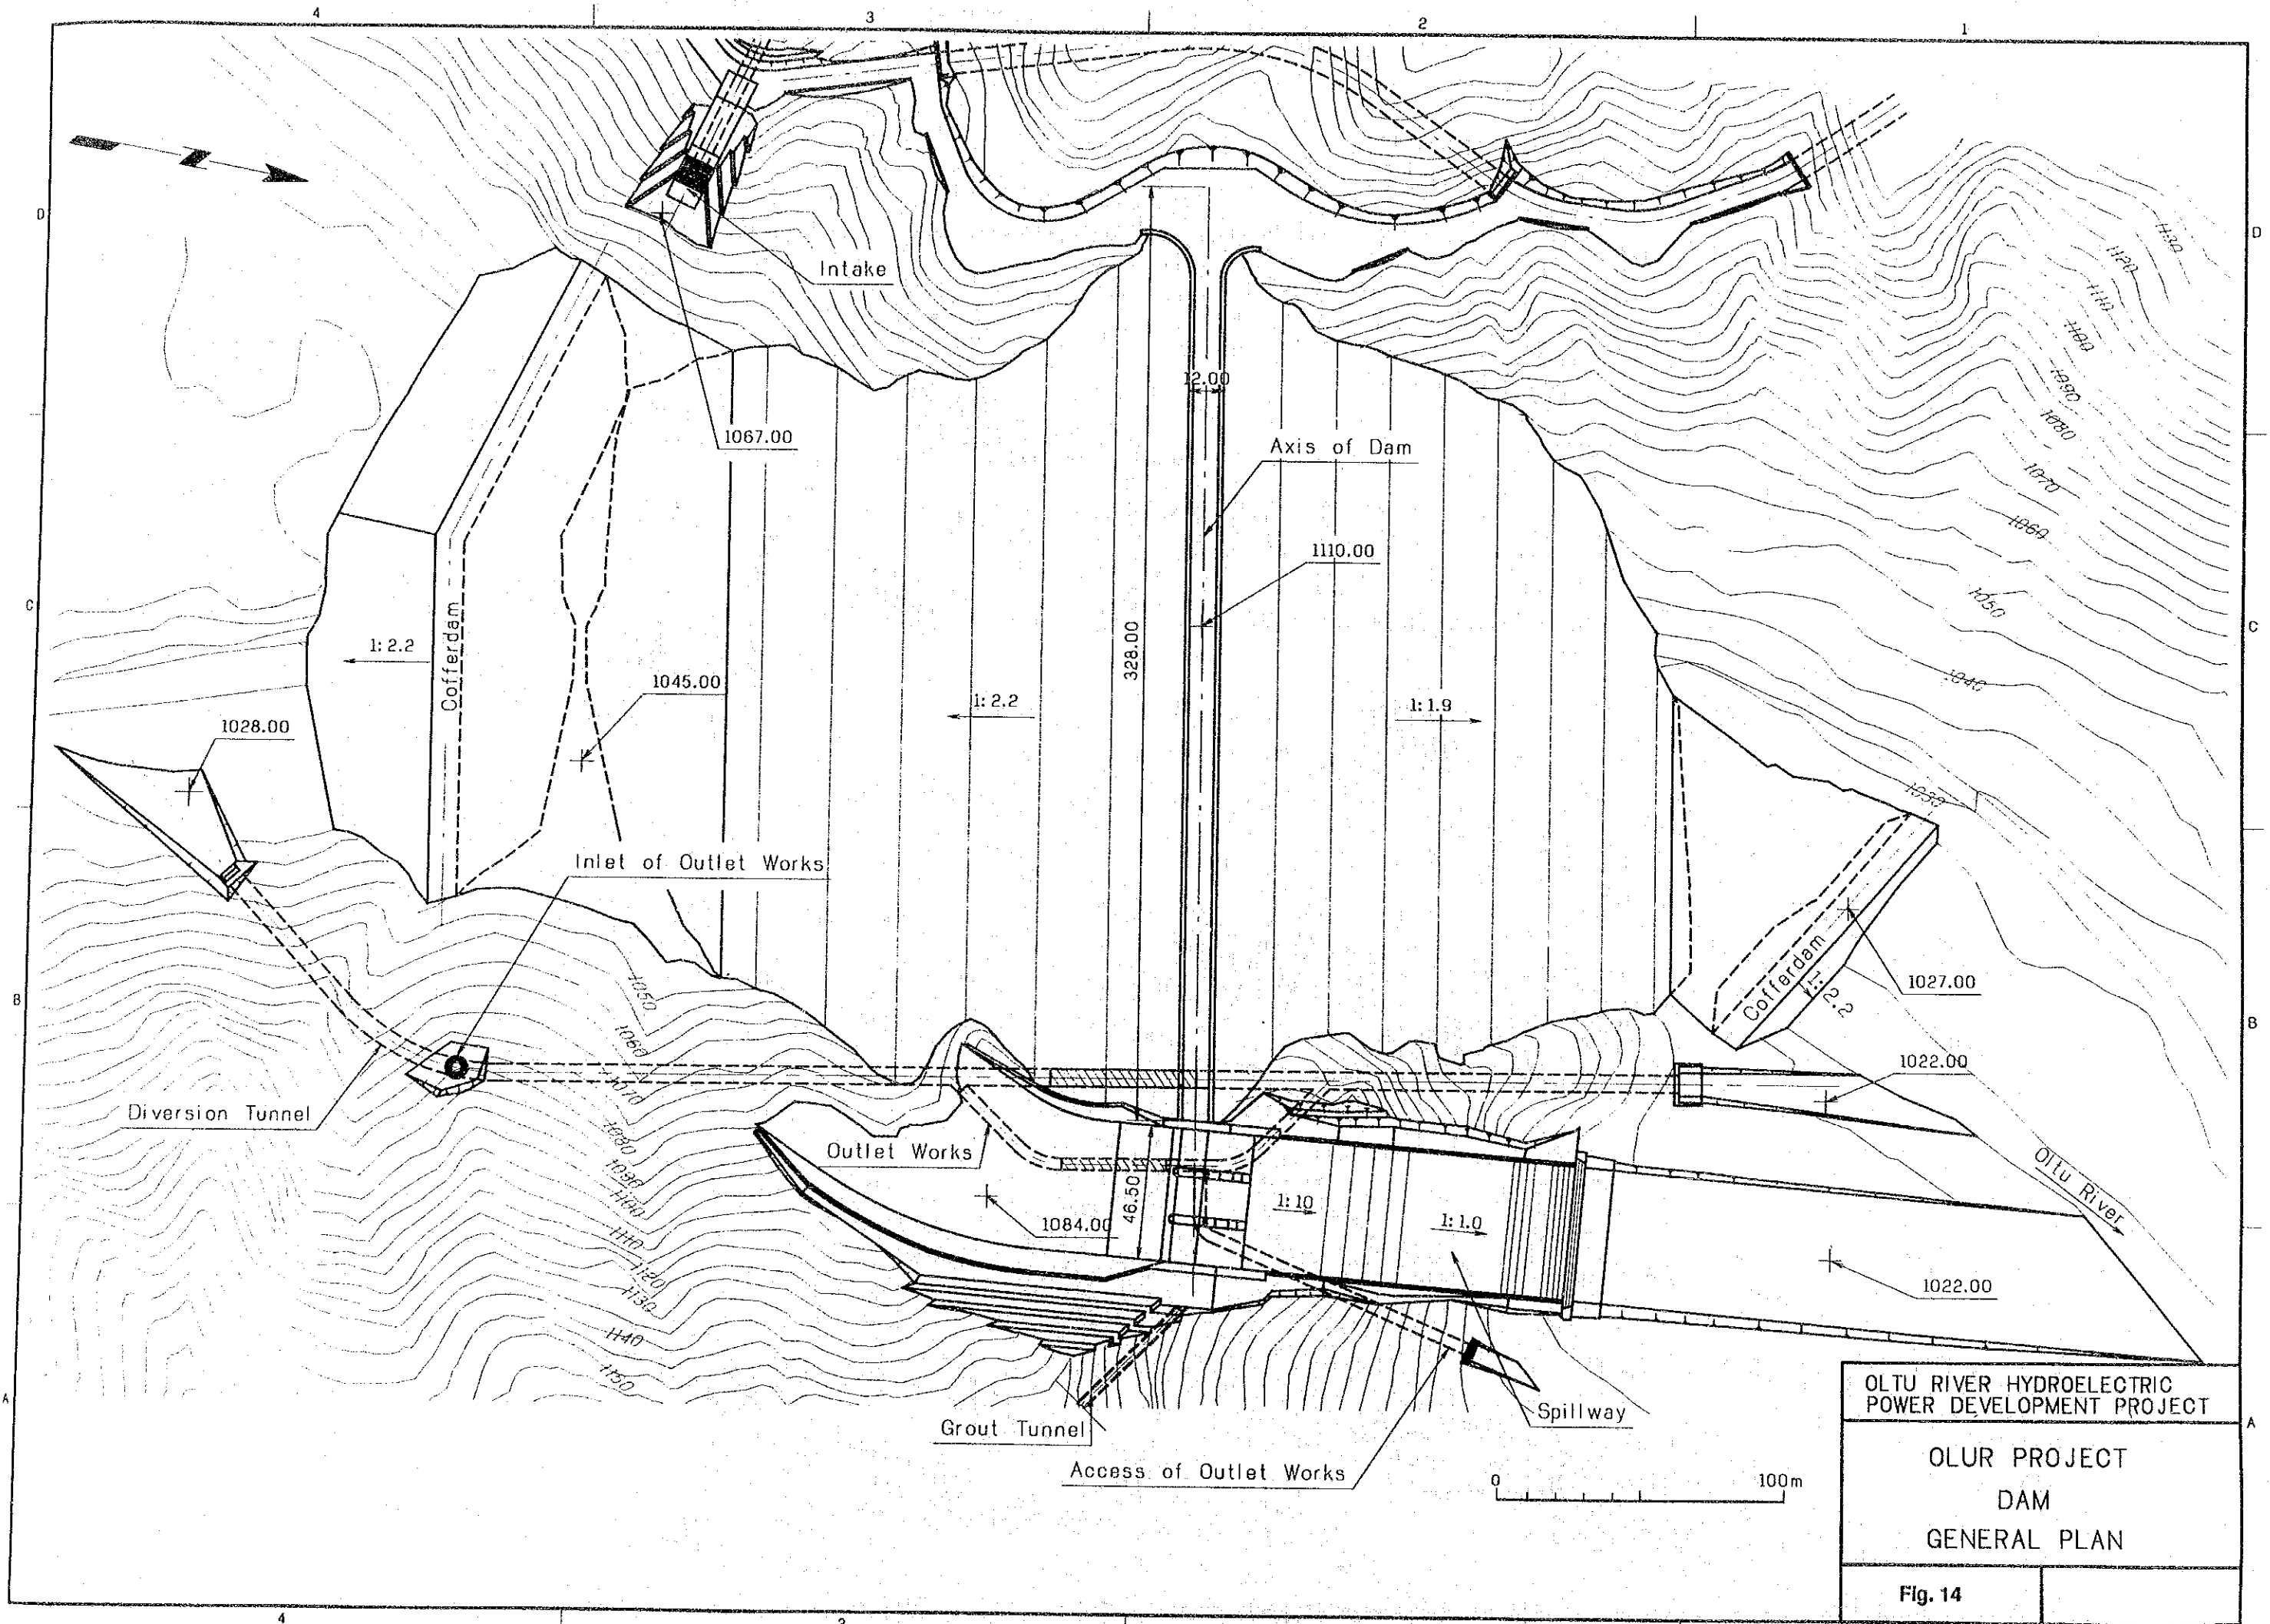 4
3
2
1
D
D
Intake
1130
1120
1110
1100
1090
1080
1070
1060
1050
1040
1030
12.00
1067.00
Axis of Dam
1110.00
C
C
1: 2.2
Cofferdam
328.00
1045.00
1: 2.2
1: 1.9
1028.00
Inlet of Outlet Works
Cofferdam
1: 2.2
1027.00
B
B
1050
1060
1070
1080
1090
1100
1110
1120
1130
1140
1150
1022.00
Diversion Tunnel
Outlet Works
46.50
1084.00
1: 10
1: 1.0
Oltu River
1022.00
A
A
Grout Tunnel
Spillway
Access of Outlet Works
0
100m
OLTU RIVER HYDROELECTRIC
POWER DEVELOPMENT PROJECT
OLUR PROJECT
DAM
GENERAL PLAN
Fig. 14
4